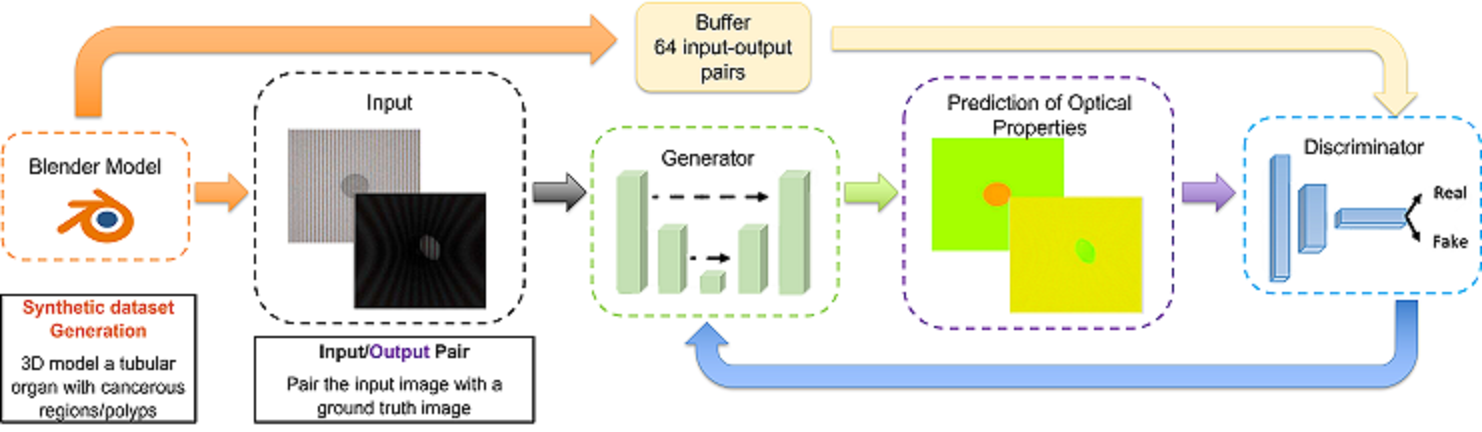 Buffer
64 input-output
pairs
Input
Prediction of Optical
Properties
Blender Model
Generator
Discriminator
Real
Fake
Synthetic dataset
Generation
3D model a tubular
organ with cancerous
regions/polyps
Input/Output Pair
Pair the input image with a
ground truth image